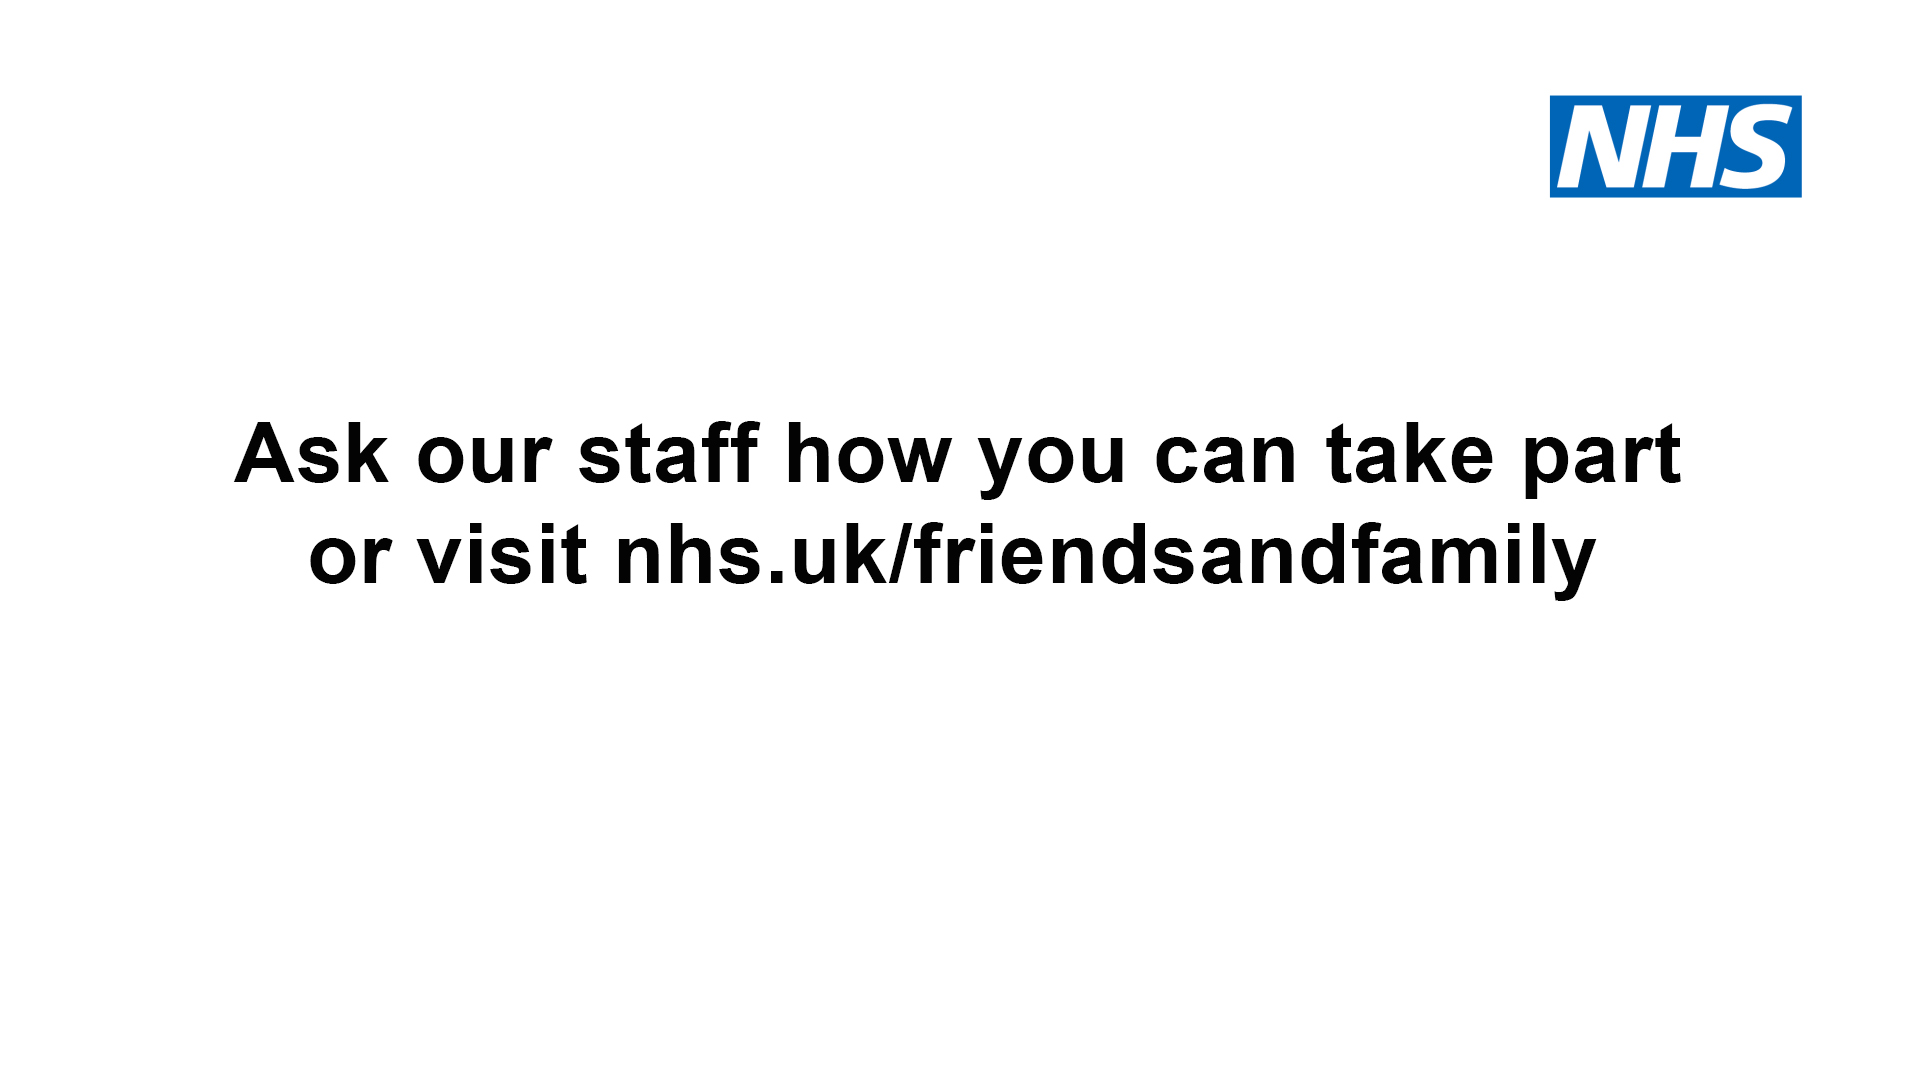 NHS
Ask our staff how you can take part
or visit nhs.uk/friendsandfamily